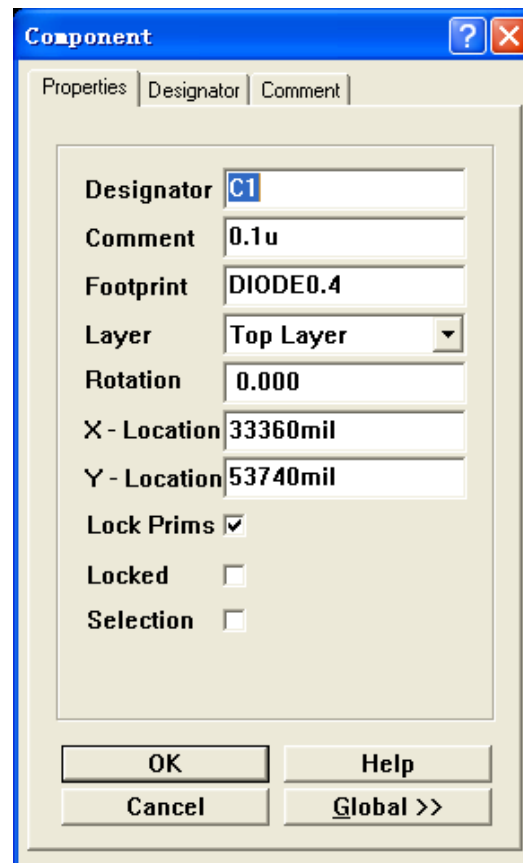 Component
Properties Designator Comment
Designator C1
Comment 0.1u
Footprint DIODE0.4
Layer Top Layer
Rotation 0.000
X - Location 33360mil
Y - Location 53740mil
Lock Prims
Locked
Selection
OK Help
Cancel Global >>